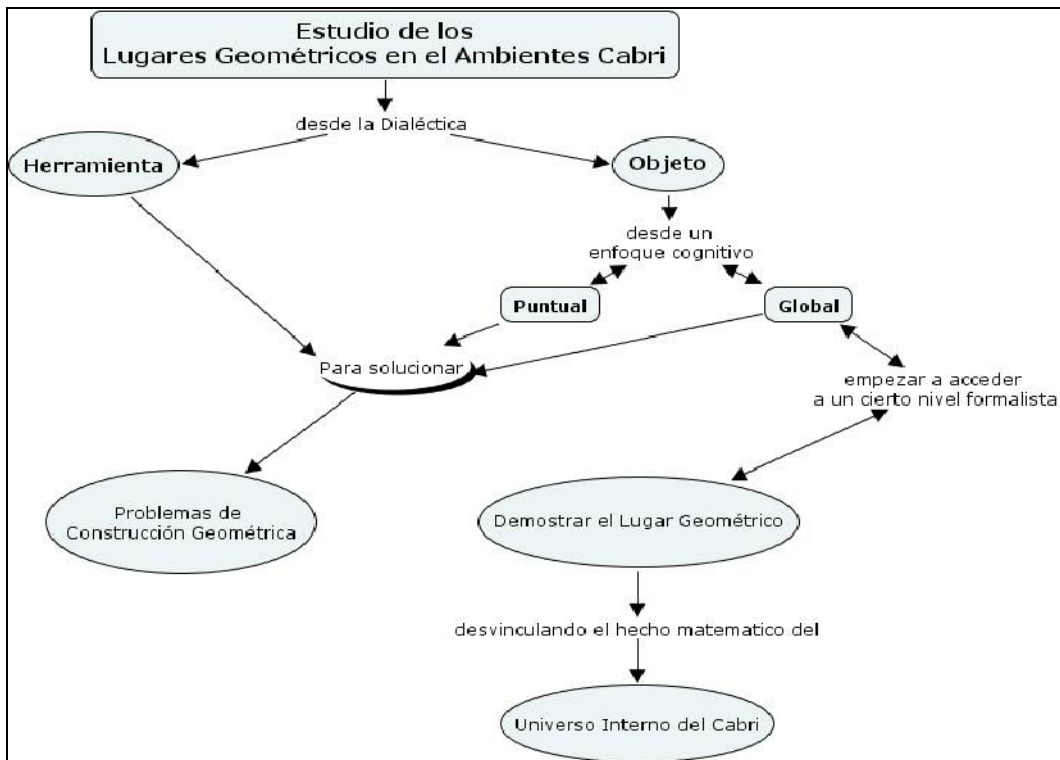 Estudio de los
Lugares Geométricos en el Ambientes Cabri
desde la Dialéctica
Herramienta
Objeto
desde un
enfoque cognitivo
Puntual
Global
Para solucionar
empezar a acceder
a un cierto nivel formalista
Problemas de
Construcción Geométrica
Demostrar el Lugar Geométrico
desvinculando el hecho matematico del
Universo Interno del Cabri